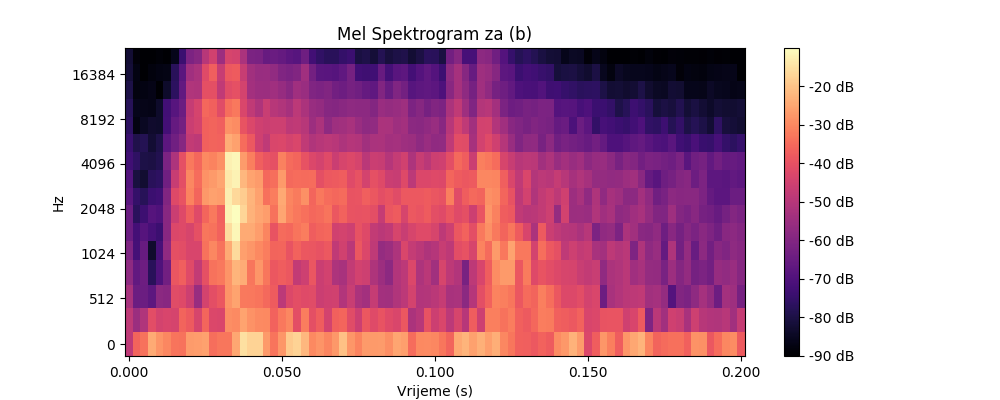 Mel Spektrogram za (b)
Hz
16384
8192
4096
2048
1024
512
0
0.000 0.050 0.100 0.150 0.200
Vrijeme (s)
-20 dB
-30 dB
-40 dB
-50 dB
-60 dB
-70 dB
-80 dB
-90 dB